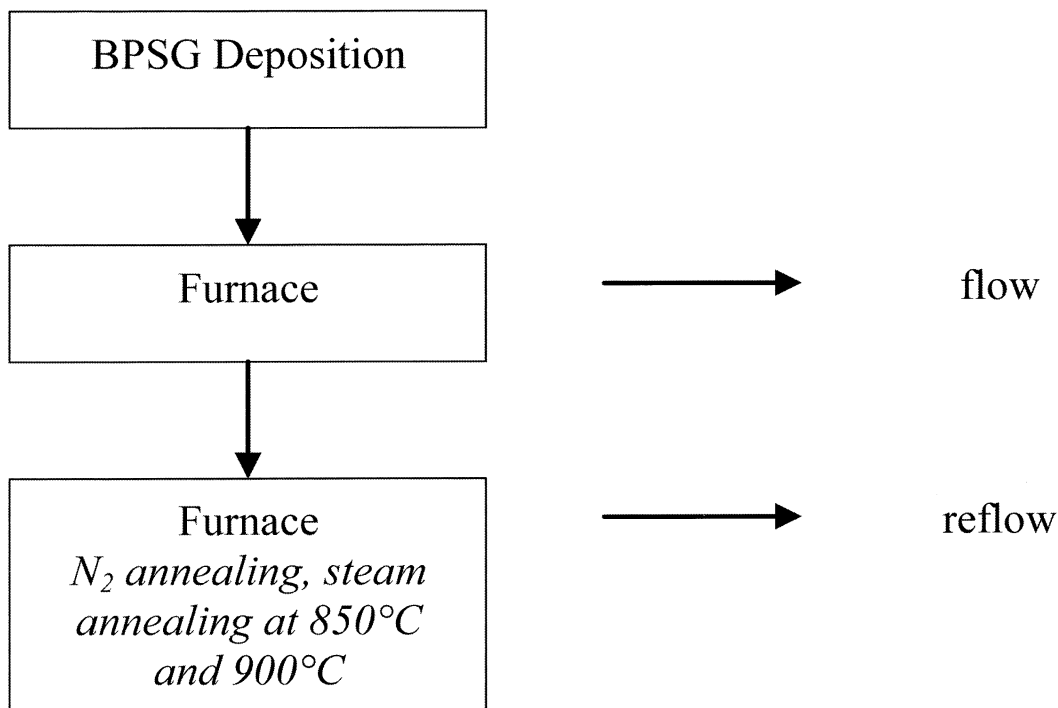 BPSG Deposition
Furnace
flow
Furnace
reflow
N2 annealing, steam
annealing at 850°C
and 900°C